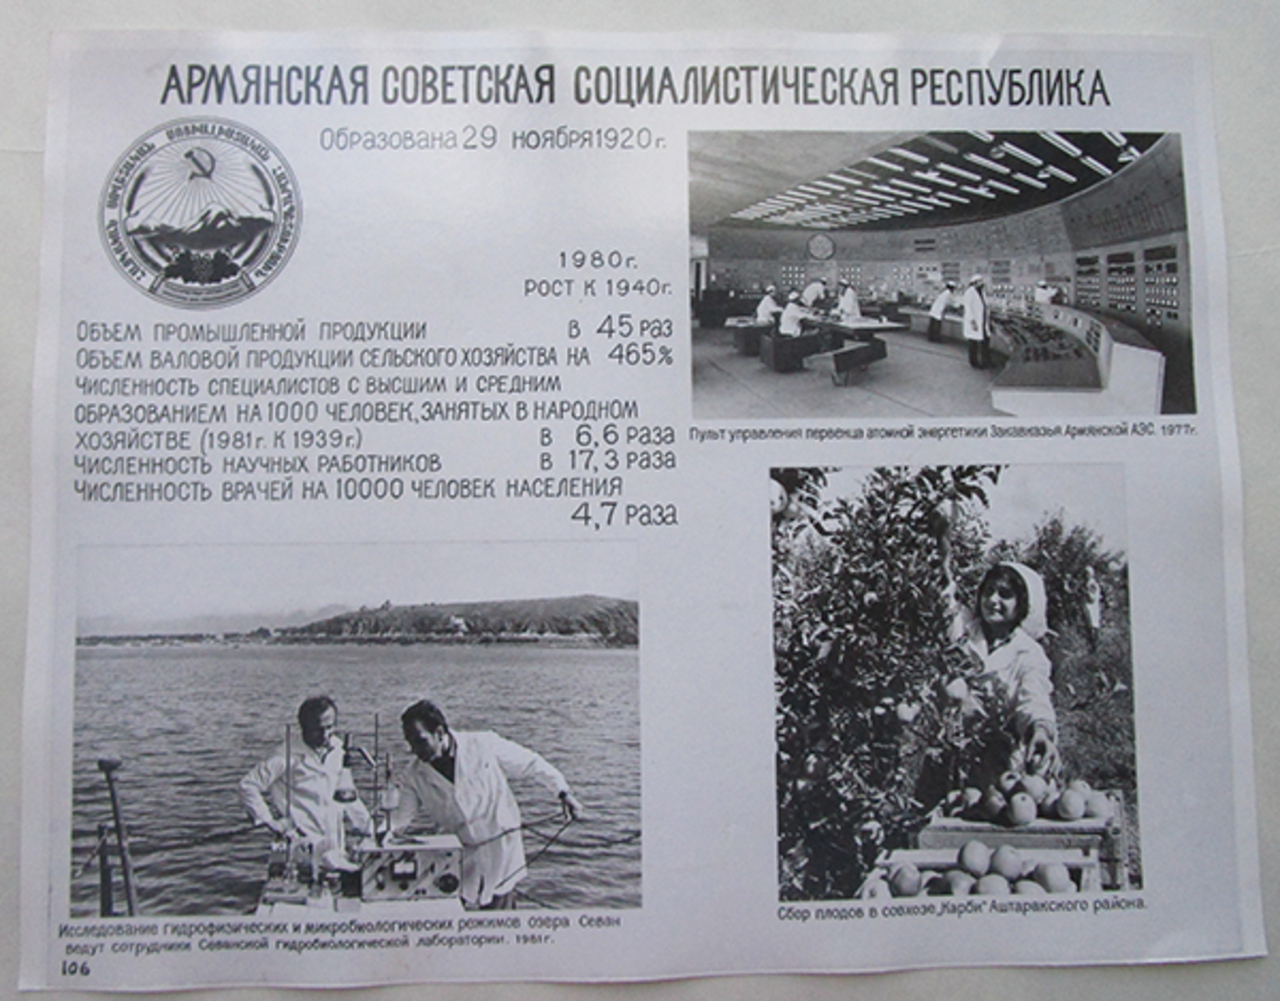 АРМЯНСКАЯ СОВЕТСКАЯ СОЦИАЛИСТИЧЕСКАЯ РЕСПУБЛИКА
Образована 29 ноября 1920 г.
1980 г.
РОСТ К 1940 г.
ОБЪЕМ ПРОМЫШЛЕННОЙ ПРОДУКЦИИ В 45 РАЗ
ОБЪЕМ ВАЛОВОЙ ПРОДУКЦИИ СЕЛЬСКОГО ХОЗЯЙСТВА НА 465%
ЧИСЛЕННОСТЬ СПЕЦИАЛИСТОВ С ВЫСШИМ И СРЕДНИМ
ОБРАЗОВАНИЕМ НА 1000 ЧЕЛОВЕК, ЗАНЯТЫХ В НАРОДНОМ
ХОЗЯЙСТВЕ (1981 г. К 1939 г.) В 6,6 РАЗА
ЧИСЛЕННОСТЬ НАУЧНЫХ РАБОТНИКОВ В 17,3 РАЗА
ЧИСЛЕННОСТЬ ВРАЧЕЙ НА 10000 ЧЕЛОВЕК НАСЕЛЕНИЯ
4,7 РАЗА
Пульт управления первенца атомной энергетики Закавказья Армянской АЭС. 1977 г.
Сбор плодов в совхозе „Карби" Аштаракского района.
Исследование гидрофизических и микробиологических режимов озера Севан
ведут сотрудники Севанской гидробиологической лаборатории. 1981 г.
106